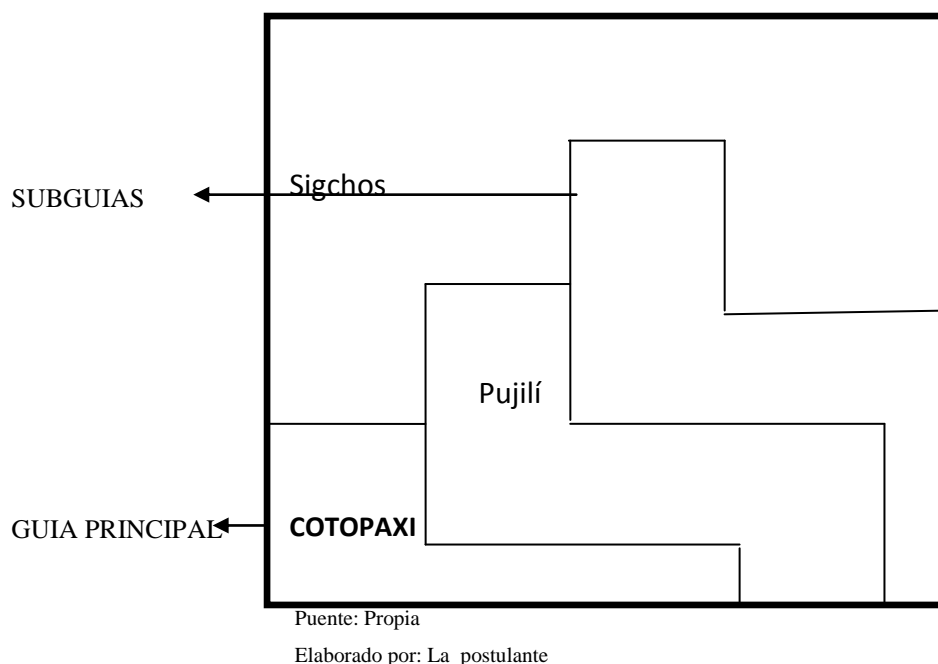 Sigchos
SUBGUIAS
Pujilí
GUIA PRINCIPAL
COTOPAXI
Puente: Propia
Elaborado por: La postulante